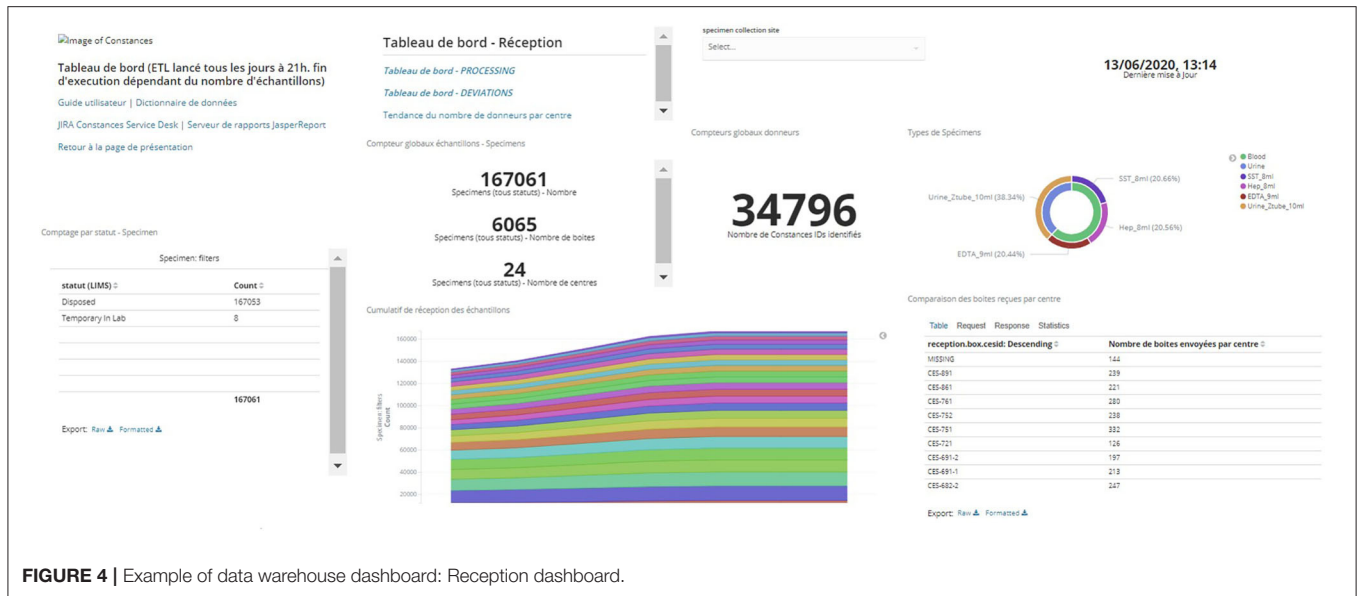 Image of Constances
Tableau de bord (ETL lancé tous les jours à 21h. fin
d'execution dépendant du nombre d'échantillons)
Guide utilisateur | Dictionnaire de données
JIRA Constances Service Desk | Serveur de rapports JasperReport
Retour à la page de présentation
Tableau de bord - Réception
Tableau de bord - PROCESSING
Tableau de bord - DEVIATIONS
Tendance du nombre de donneurs par centre
specimen collection site
Select...
13/06/2020, 13:14
Dernière mise à jour
Compteur globaux échantillons - Specimens
167061
Specimens (tous statuts) - Nombre
6065
Specimens (tous statuts) - Nombre de boites
24
Specimens (tous statuts) - Nombre de centres
Compteurs globaux donneurs
34796
Nombre de Constances IDs identifiés
Types de Spécimens
Urine_2tube_10ml (38.34%)
SST_8ml (20.66%)
Hep_8ml (20.56%)
EDTA_9ml (20.44%)
Blood
Urine
SST_8ml
Hep_8ml
EDTA_9ml
Urine_2tube_10ml
Comptage par statut - Specimen
Specimen: filters
statut (LIMS) Count
Disposed 167053
Temporary In Lab 8
167061
Export: Raw Formatted
Cumulatif de réception des échantillons
160000
140000
120000
100000
80000
60000
40000
20000
Specimen: filters
Count
Comparaison des boites reçues par centre
Table Request Response Statistics
reception.box.cesid: Descending Nombre de boites envoyées par centre
MISSING 144
CES-891 239
CES-861 221
CES-761 280
CES-752 238
CES-751 332
CES-721 126
CES-691-2 197
CES-691-1 213
CES-682-2 247
Export: Raw Formatted
FIGURE 4 | Example of data warehouse dashboard: Reception dashboard.